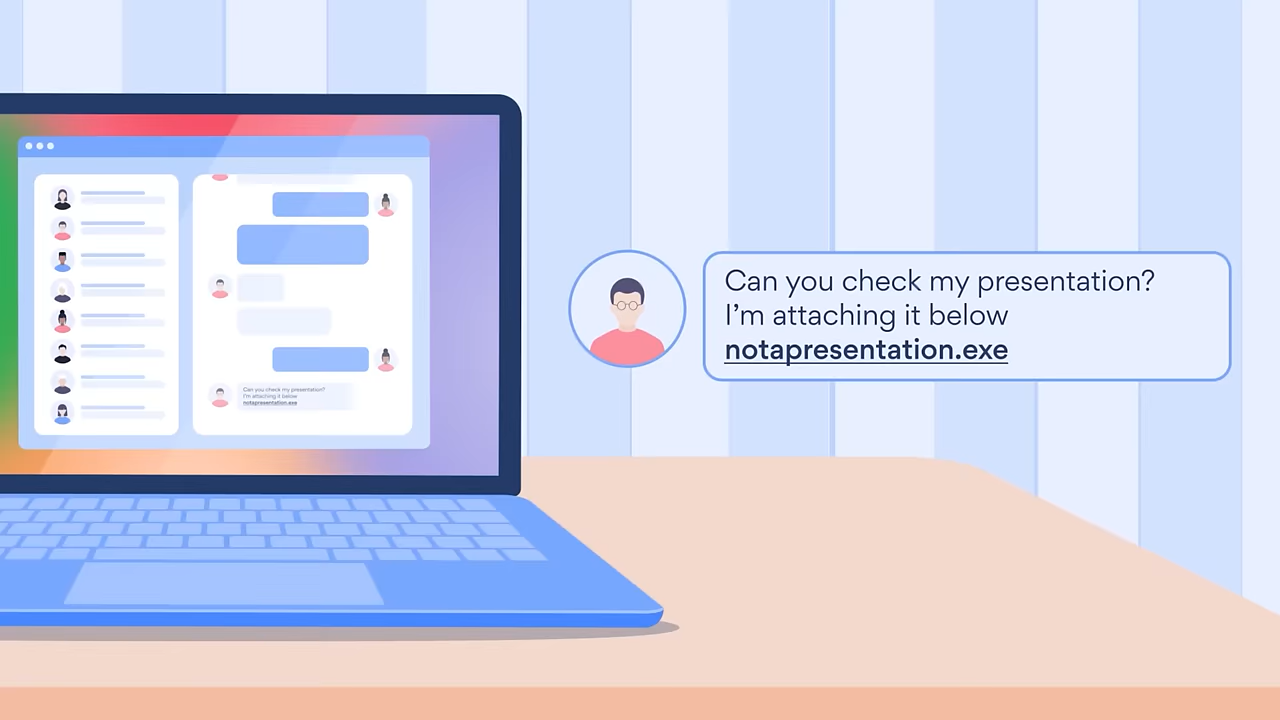 Can you check my presentation?
I'm attaching it below
notapresentation.exe
Can you check my presentation?
I'm attaching it below
notapresentation.exe